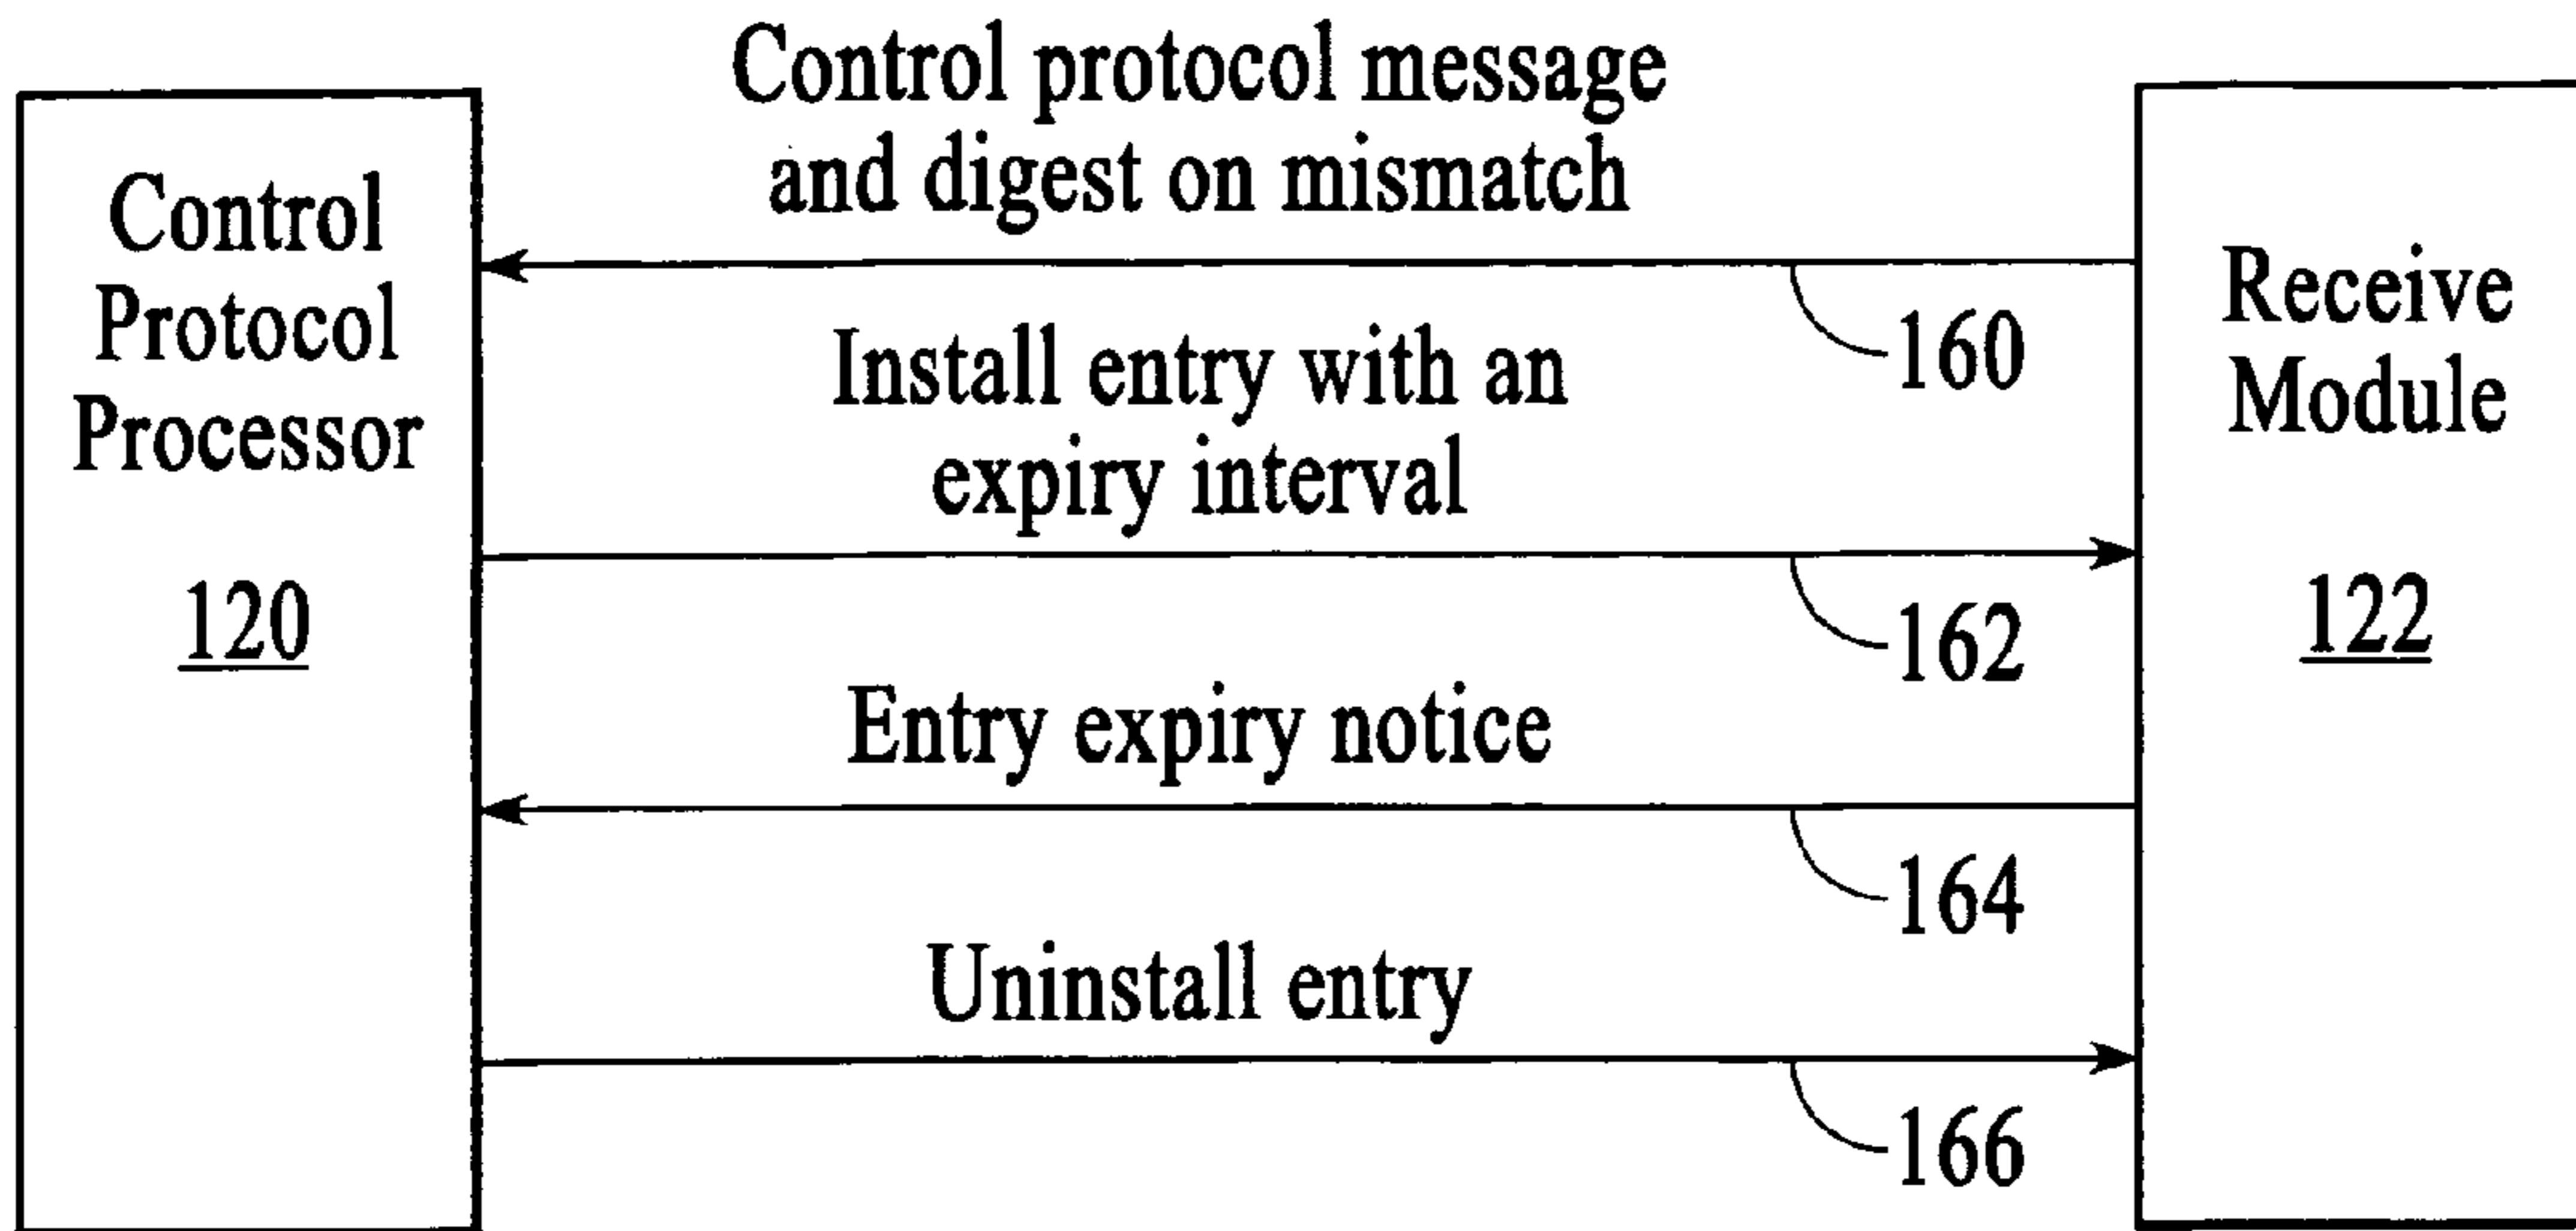 Control
Protocol
Processor
120
Control protocol message
and digest on mismatch
160
Install entry with an
expiry interval
162
Entry expiry notice
164
Uninstall entry
166
Receive
Module
122